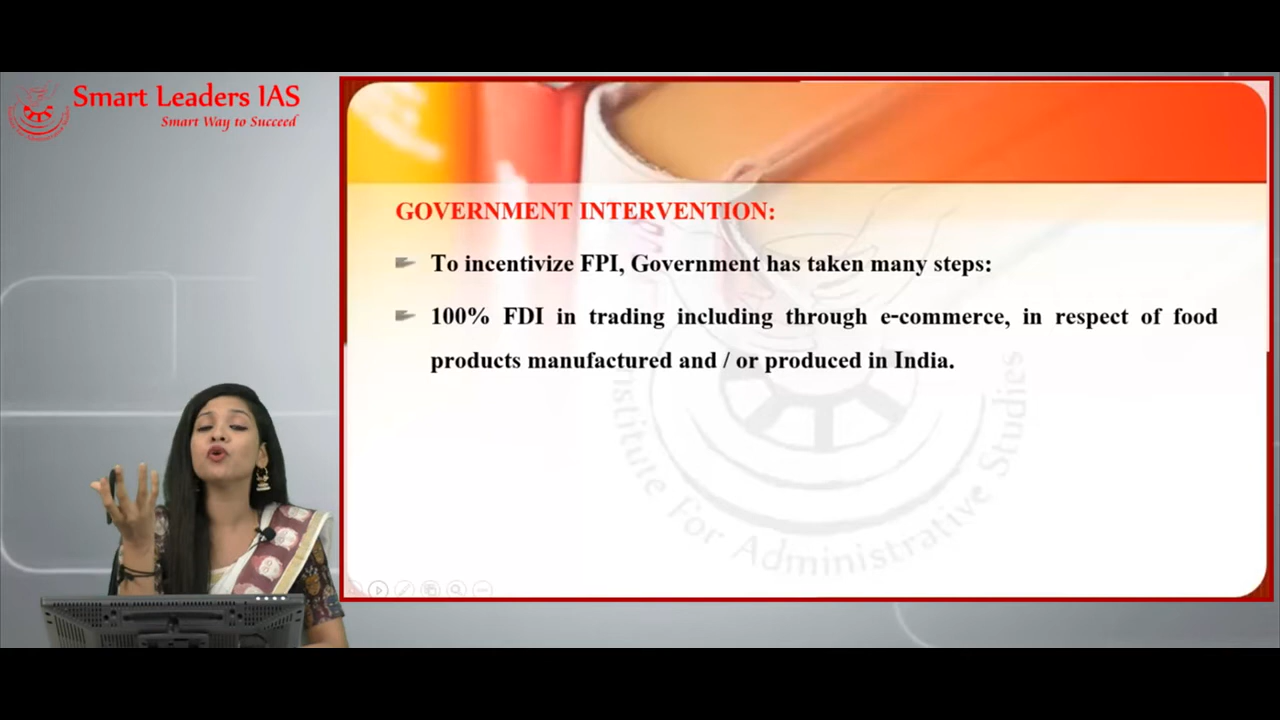 Smart Leaders IAS
Smart Way to Succeed
GOVERNMENT INTERVENTION:
To incentivize FPI, Government has taken many steps:
100% FDI in trading including through e-commerce, in respect of food
products manufactured and / or produced in India.
Institute For Administrative Studies